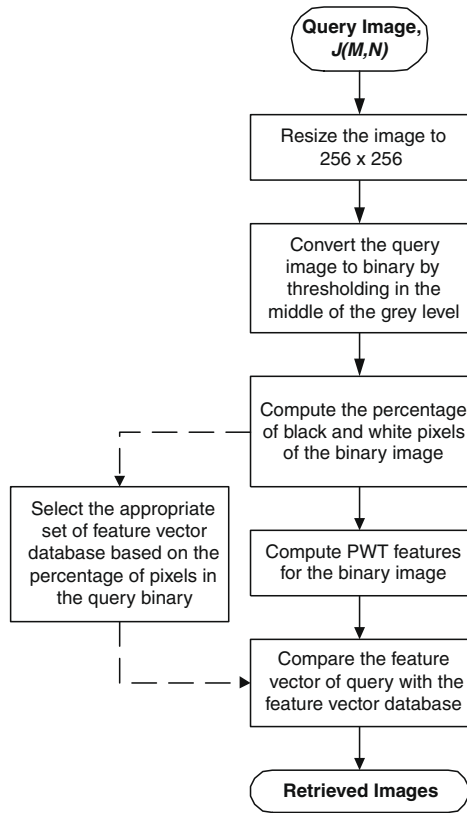 Query Image,
J(M,N)
Resize the image to
256 x 256
Convert the query
image to binary by
thresholding in the
middle of the grey level
Compute the percentage
of black and white pixels
of the binary image
Select the appropriate
set of feature vector
database based on the
percentage of pixels in
the query binary
Compute PWT features
for the binary image
Compare the feature
vector of query with the
feature vector database
Retrieved Images